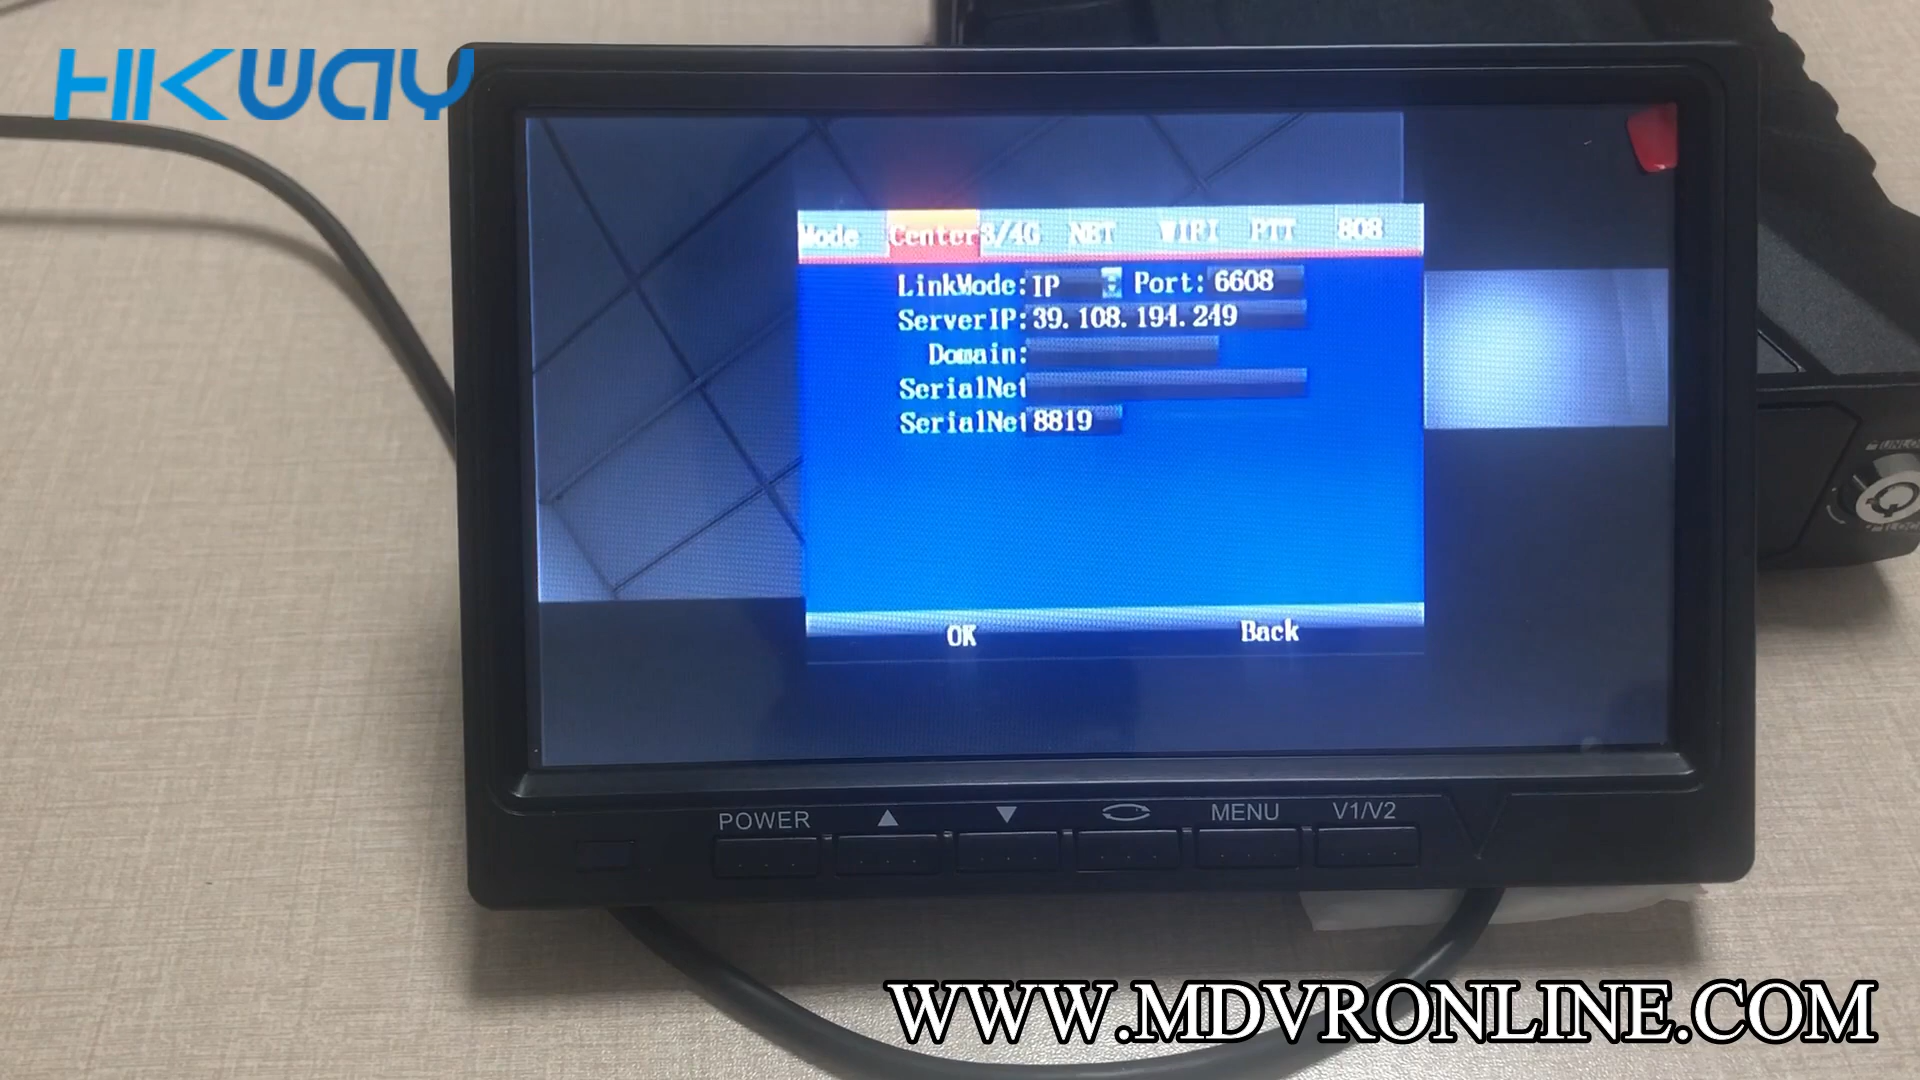 HIKWAY
Mode Center 3/4G NET WIFI PTT 808
LinkMode: IP Port: 6608
ServerIP: 39.108.194.249
Domain:
SerialNet
SerialNet 8819
OK Back
POWER ▲ ▼ MENU V1/V2
WWW.MDVRONLINE.COM